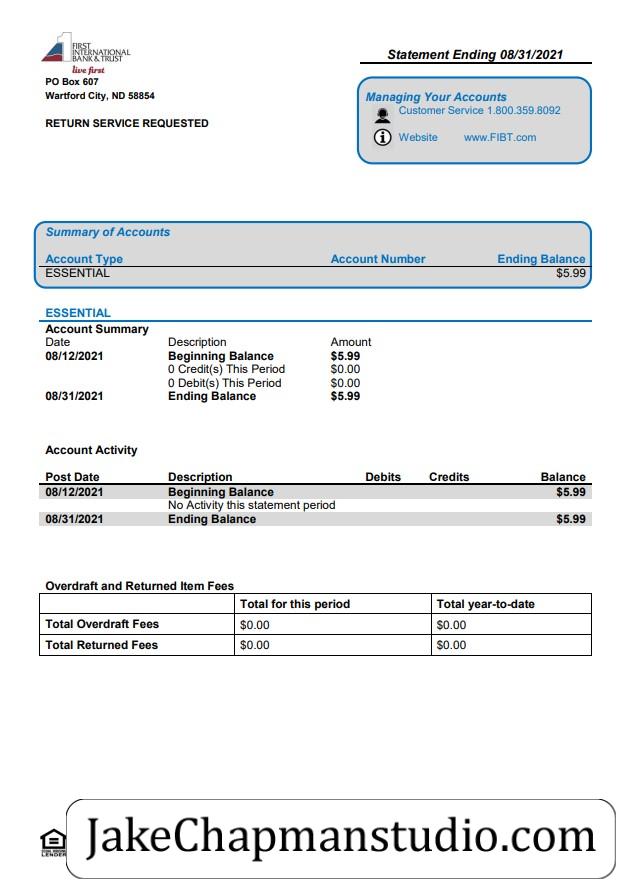 FIRST
INTERNATIONAL
BANK & TRUST
live first
PO Box 607
Wartford City, ND 58854
RETURN SERVICE REQUESTED
Statement Ending 08/31/2021
Managing Your Accounts
Customer Service 1.800.359.8092
Website www.FIBT.com
Summary of Accounts
Account Type Account Number Ending Balance
ESSENTIAL $5.99
ESSENTIAL
Account Summary
Date Description Amount
08/12/2021 Beginning Balance $5.99
0 Credit(s) This Period $0.00
0 Debit(s) This Period $0.00
08/31/2021 Ending Balance $5.99
Account Activity
Post Date Description Debits Credits Balance
08/12/2021 Beginning Balance $5.99
No Activity this statement period
08/31/2021 Ending Balance $5.99
Overdraft and Returned Item Fees
Total for this period Total year-to-date
Total Overdraft Fees $0.00 $0.00
Total Returned Fees $0.00 $0.00
LENDER
JakeChapmanstudio.com